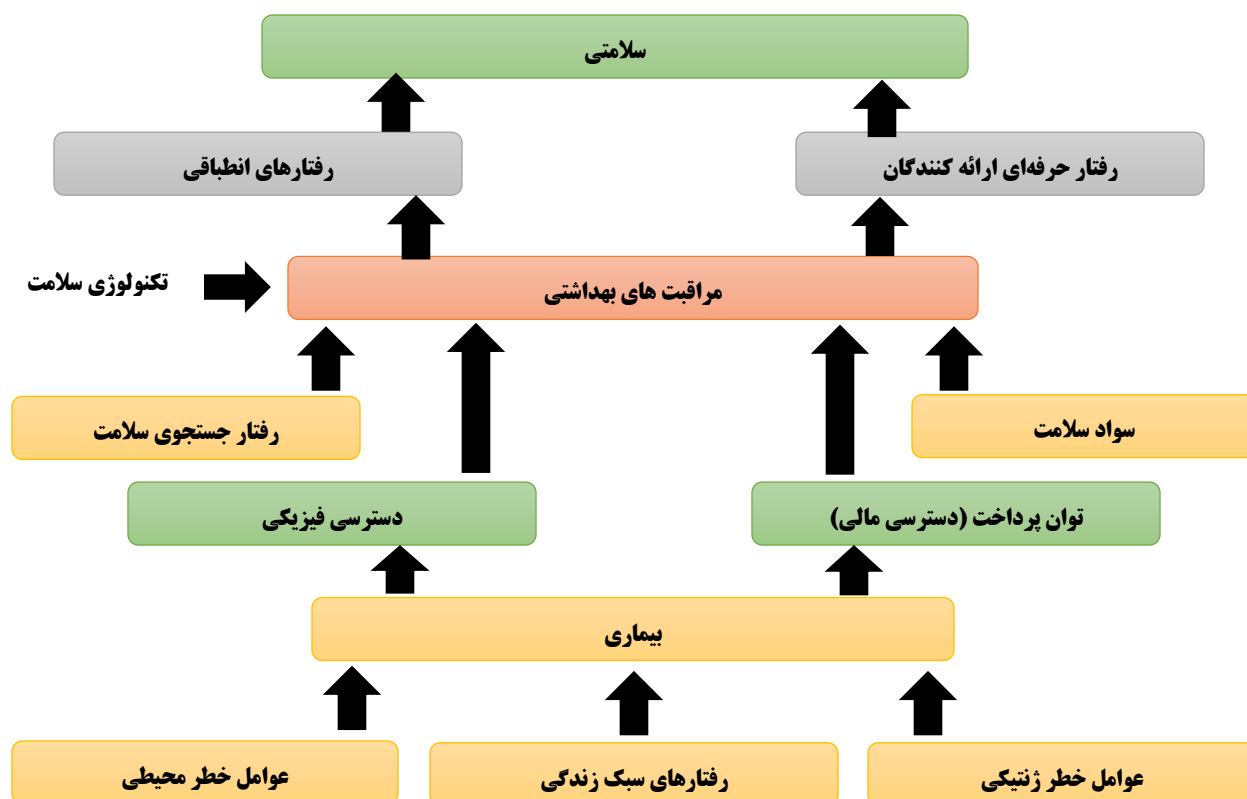 سلامتی
رفتار حرفه‌ای ارائه کنندگان
رفتارهای انطباقی
مراقبت های بهداشتی
تکنولوژی سلامت
سواد سلامت
رفتار جستجوی سلامت
توان پرداخت (دسترسی مالی)
دسترسی فیزیکی
بیماری
عوامل خطر ژنتیکی
رفتارهای سبک زندگی
عوامل خطر محیطی